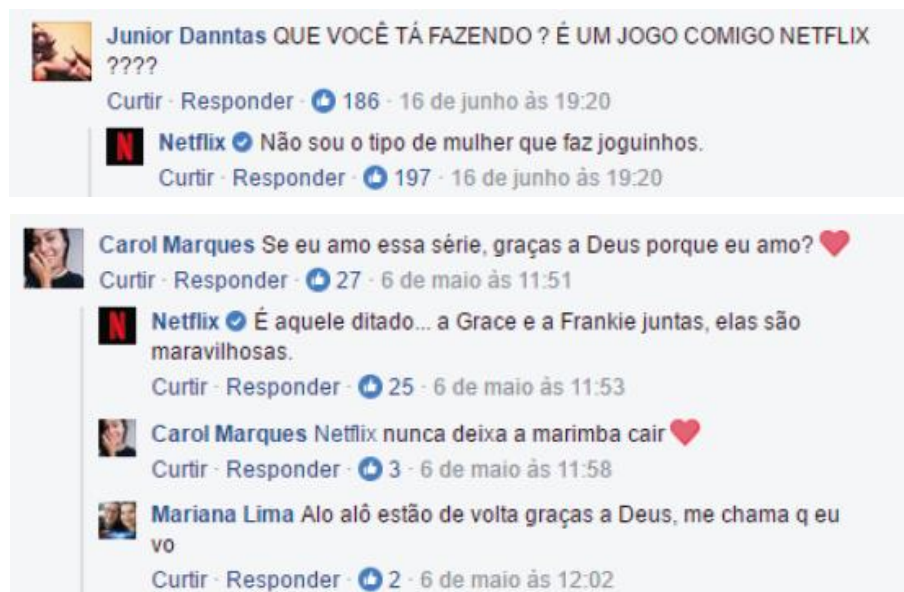 Junior Danntas QUE VOCÊ TÁ FAZENDO ? É UM JOGO COMIGO NETFLIX
????
Curtir · Responder · 186 · 16 de junho às 19:20
N Netflix Não sou o tipo de mulher que faz joguinhos.
Curtir · Responder · 197 · 16 de junho às 19:20
Carol Marques Se eu amo essa série, graças a Deus porque eu amo? ❤
Curtir · Responder · 27 · 6 de maio às 11:51
N Netflix É aquele ditado... a Grace e a Frankie juntas, elas são
maravilhosas.
Curtir · Responder · 25 · 6 de maio às 11:53
Carol Marques Netflix nunca deixa a marimba cair ❤
Curtir · Responder · 3 · 6 de maio às 11:58
Mariana Lima Alo alô estão de volta graças a Deus, me chama q eu
vo
Curtir · Responder · 2 · 6 de maio às 12:02